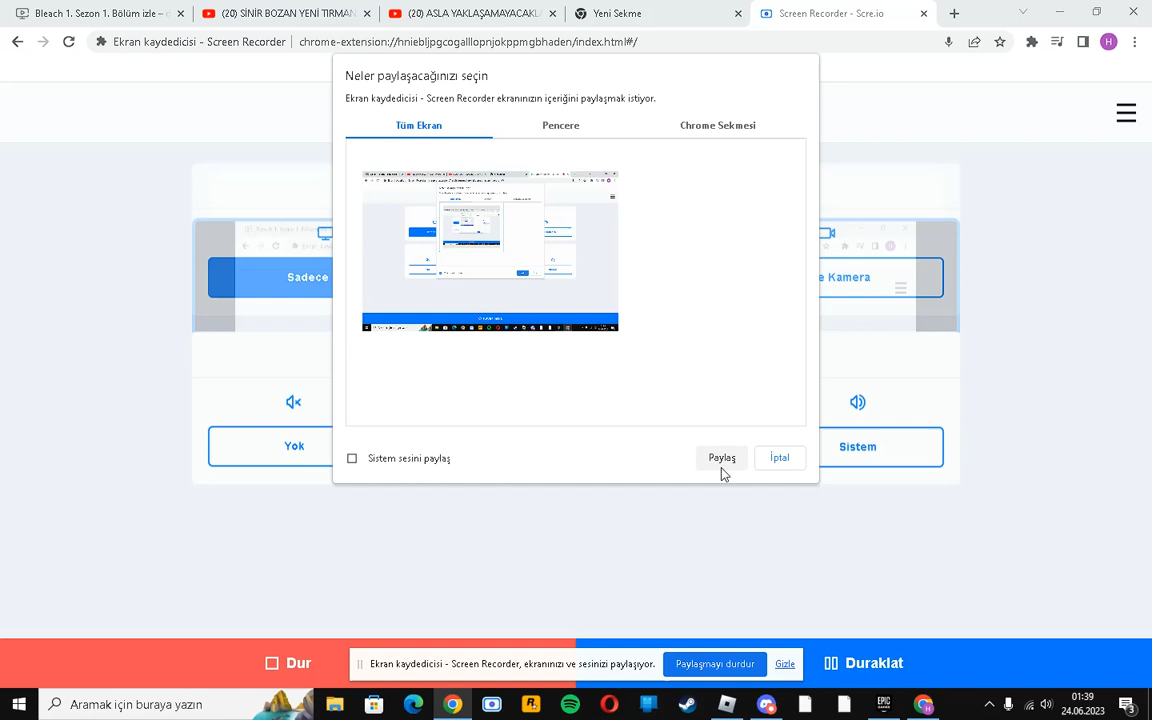 Bleach 1. Sezon 1. Bölüm izle – 
(20) SİNİR BOZAN YENİ TIRMAN
(20) ASLA YAKLAŞAMAYACAKL
Yeni Sekme
Screen Recorder - Scre.io
Ekran kaydedicisi - Screen Recorder
chrome-extension://hniebljpgcogalllopnjokppmgbhaden/index.html#/
H
Neler paylaşacağınızı seçin
Ekran kaydedicisi - Screen Recorder ekranınızın içeriğini paylaşmak istiyor.
Tüm Ekran
Pencere
Chrome Sekmesi
Sadece
e Kamera
Yok
Sistem
Sistem sesini paylaş
Paylaş
İptal
Dur
Ekran kaydedicisi - Screen Recorder, ekranınızı ve sesinizi paylaşıyor.
Paylaşmayı durdur
Gizle
Duraklat
Aramak için buraya yazın
EPIC
01:39
24.06.2023
3